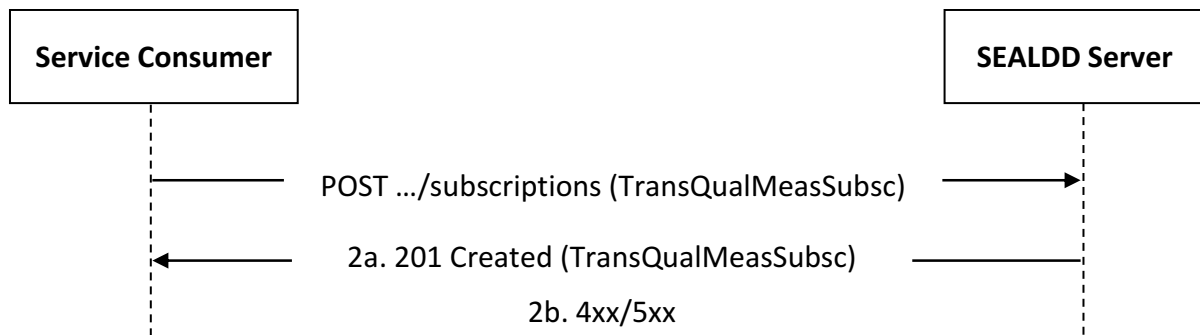 Service Consumer
SEALDD Server
POST …/subscriptions (TransQualMeasSubsc)
2a. 201 Created (TransQualMeasSubsc)
2b. 4xx/5xx